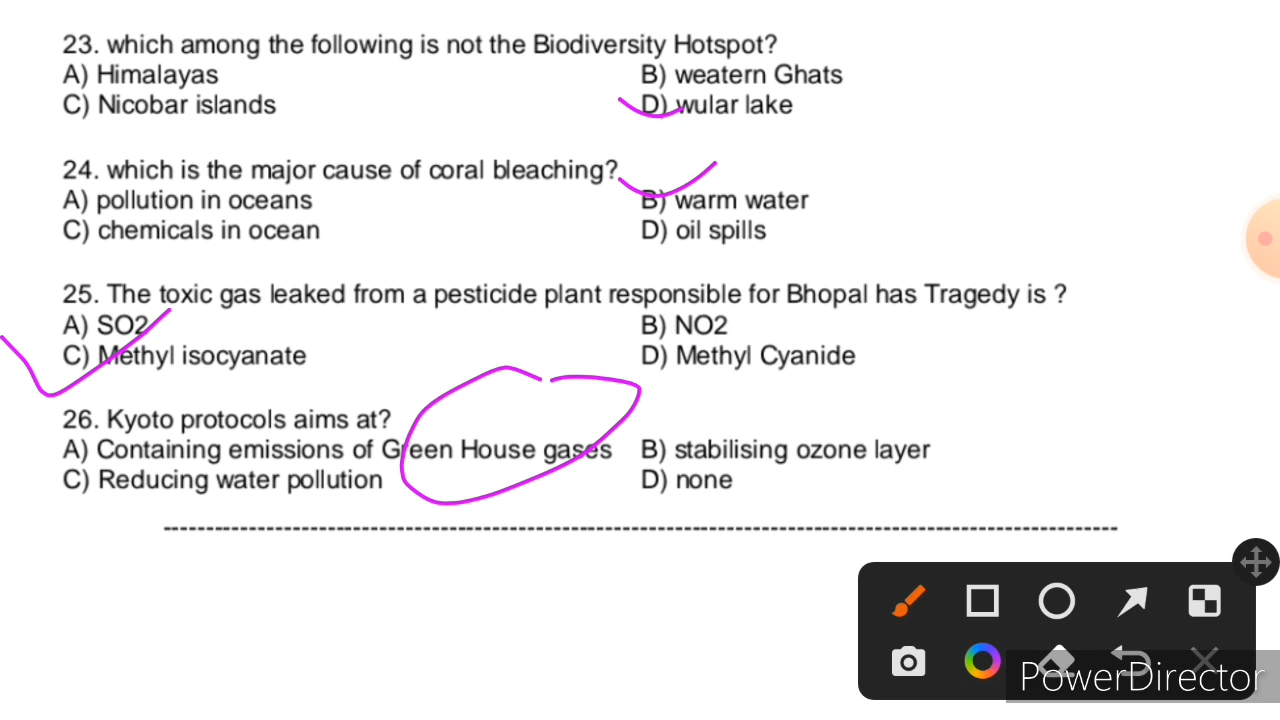 23. which among the following is not the Biodiversity Hotspot?
A) Himalayas B) weatern Ghats
C) Nicobar islands D) wular lake
24. which is the major cause of coral bleaching?
A) pollution in oceans B) warm water
C) chemicals in ocean D) oil spills
25. The toxic gas leaked from a pesticide plant responsible for Bhopal has Tragedy is ?
A) SO2 B) NO2
C) Methyl isocyanate D) Methyl Cyanide
26. Kyoto protocols aims at?
A) Containing emissions of Green House gases B) stabilising ozone layer
C) Reducing water pollution D) none
PowerDirector